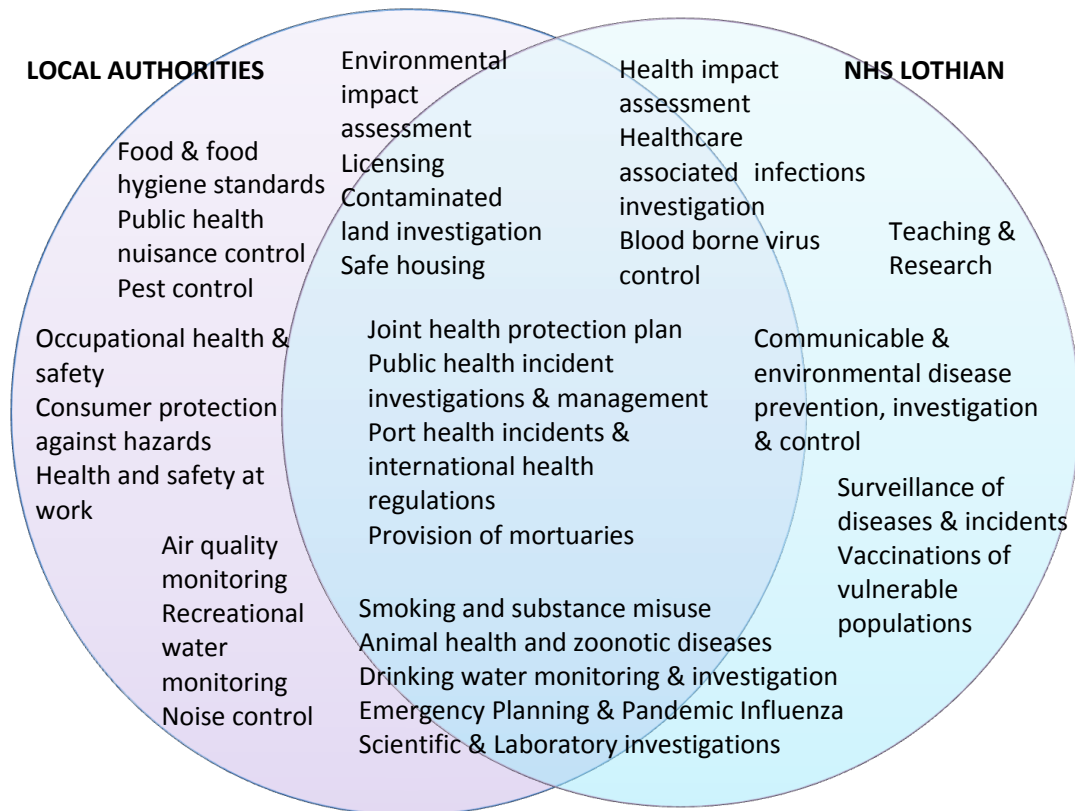 LOCAL AUTHORITIES
Food & food
hygiene standards
Public health
nuisance control
Pest control
Occupational health &
safety
Consumer protection
against hazards
Health and safety at
work
Air quality
monitoring
Recreational
water
monitoring
Noise control
Environmental
impact
assessment
Licensing
Contaminated
land investigation
Safe housing
Health impact
assessment
Healthcare
associated infections
investigation
Blood borne virus
control
Joint health protection plan
Public health incident
investigations & management
Port health incidents &
international health
regulations
Provision of mortuaries
Smoking and substance misuse
Animal health and zoonotic diseases
Drinking water monitoring & investigation
Emergency Planning & Pandemic Influenza
Scientific & Laboratory investigations
NHS LOTHIAN
Teaching &
Research
Communicable &
environmental disease
prevention, investigation
& control
Surveillance of
diseases & incidents
Vaccinations of
vulnerable
populations